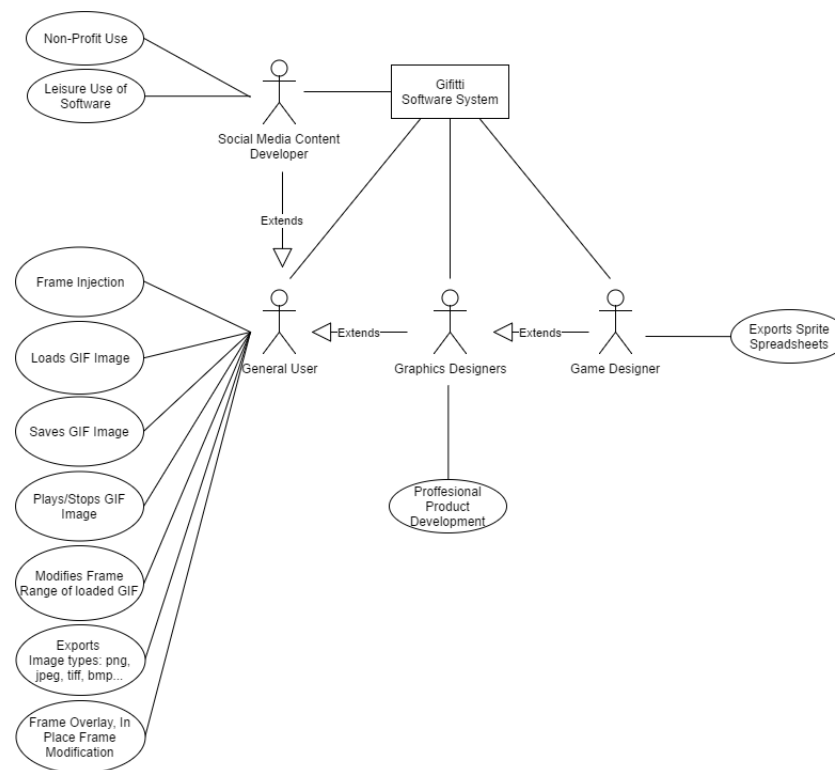 Non-Profit Use
Leisure Use of
Software
Social Media Content
Developer
Gifitti
Software System
Extends
Frame Injection
Loads GIF Image
Saves GIF Image
Plays/Stops GIF
Image
Modifies Frame
Range of loaded GIF
Exports
Image types: png,
jpeg, tiff, bmp...
Frame Overlay, In
Place Frame
Modification
General User
Extends
Graphics Designers
Extends
Game Designer
Exports Sprite
Spreadsheets
Proffesional
Product
Development